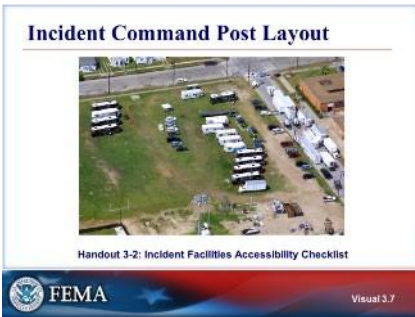 Incident Command Post Layout
Handout 3-2: Incident Facilities Accessibility Checklist
FEMA
Visual 3.7